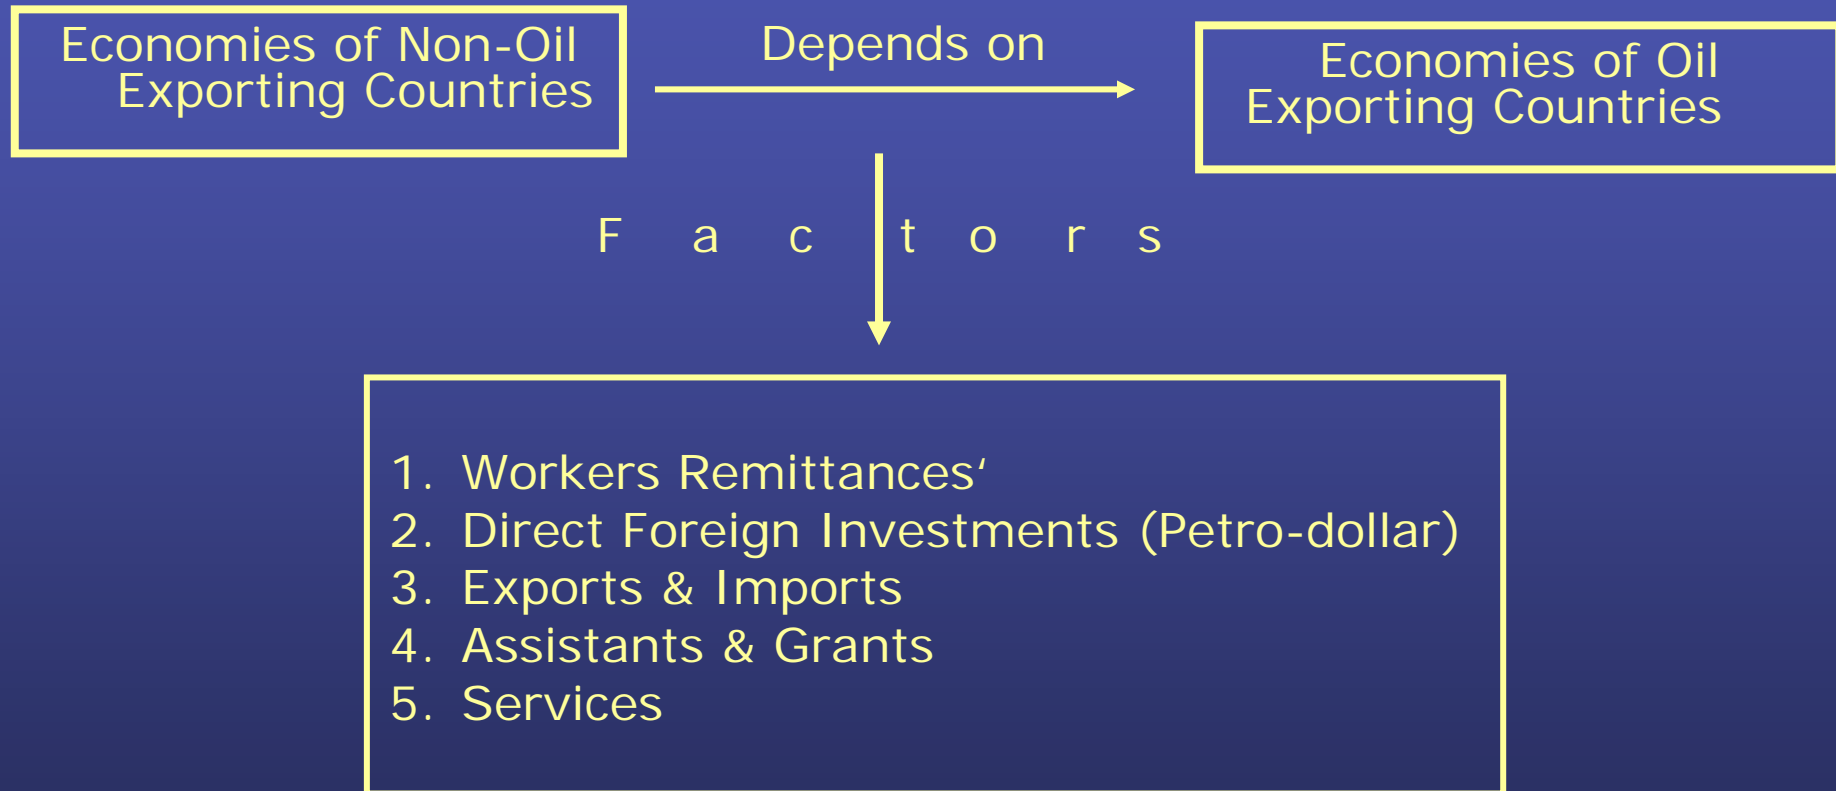 Economies of Non-Oil
Exporting Countries
Depends on
Economies of Oil
Exporting Countries
F a c t o r s
1. Workers Remittances‘
2. Direct Foreign Investments (Petro-dollar)
3. Exports & Imports
4. Assistants & Grants
5. Services